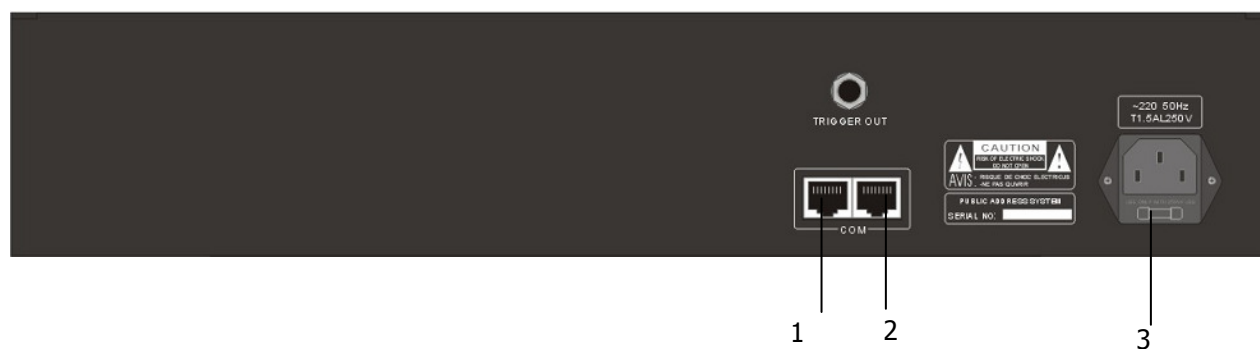 TRIGGER OUT
COM
CAUTION
RISK OF ELECTRIC SHOCK
DO NOT OPEN
AVIS:
- RISQUE DE CHOC ELECTRICUS
-NE PAS OUVRIR
PUBLIC ADDRESS SYSTEM
SERIAL NO:
~220 50Hz
T1.5AL250V
1
2
3